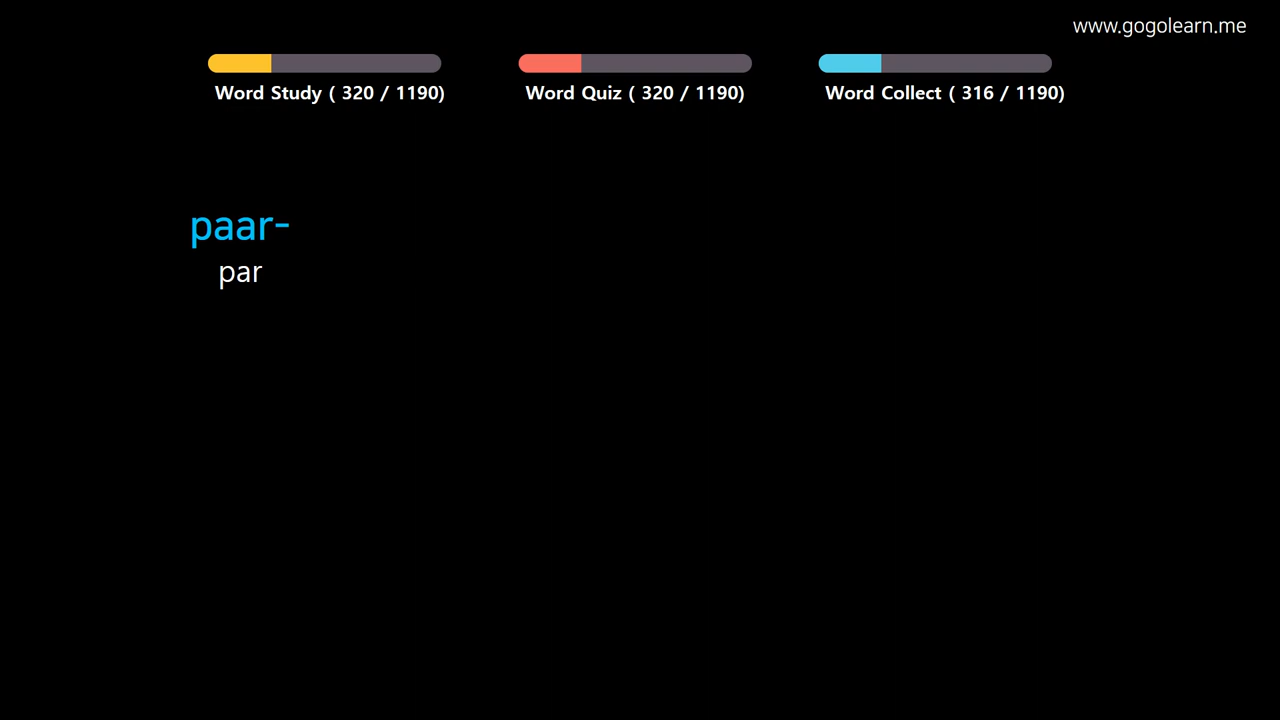 www.gogolearn.me
Word Study ( 320 / 1190)
Word Quiz ( 320 / 1190)
Word Collect ( 316 / 1190)
paar-
par